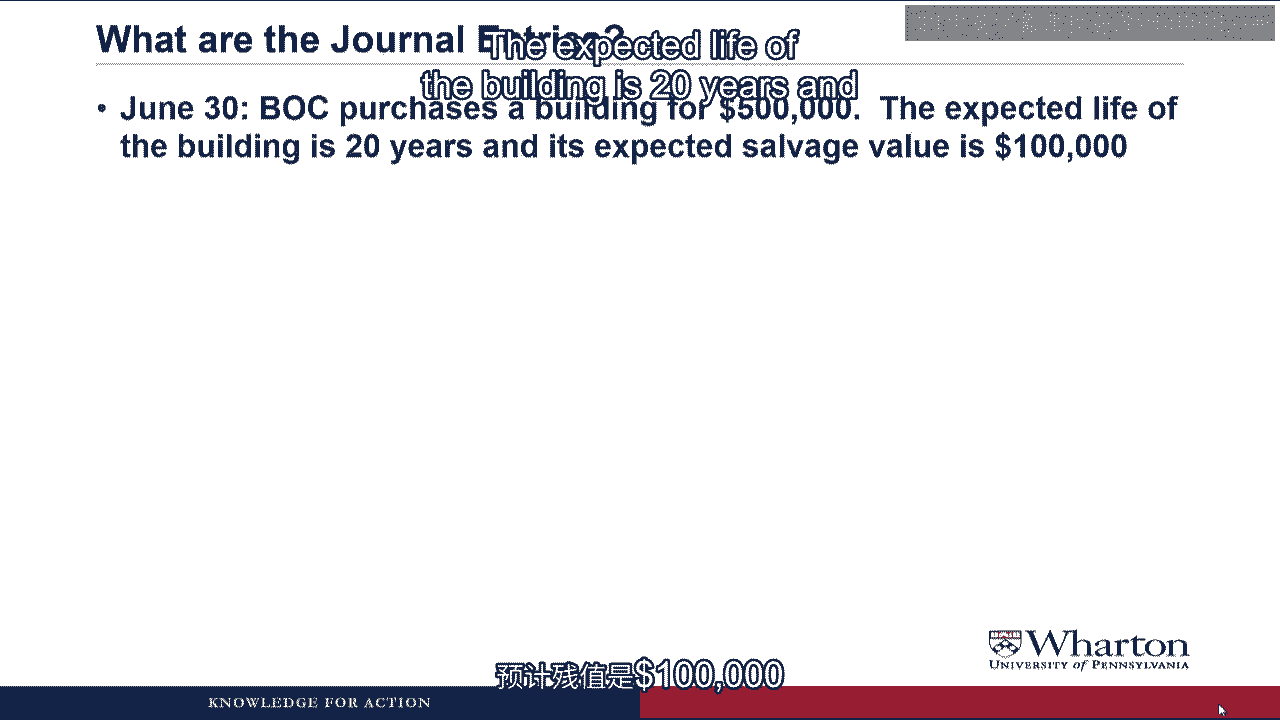 What are the Journal Entries?
The expected life of
the building is 20 years and
• June 30: BOC purchases a building for $500,000. The expected life of
the building is 20 years and its expected salvage value is $100,000
Wharton
UNIVERSITY of PENNSYLVANIA
预计残值是$100,000
KNOWLEDGE FOR ACTION